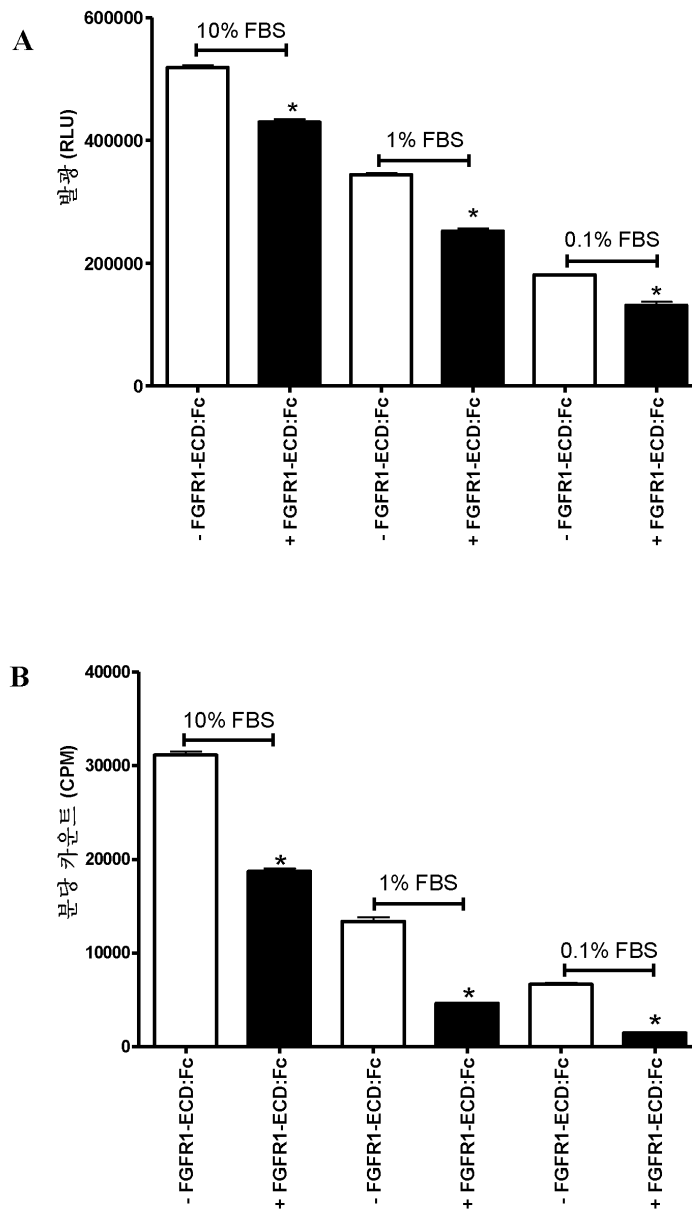 A
600000
400000
200000
0
발광 (RLU)
10% FBS
*
1% FBS
*
0.1% FBS
*
- FGFR1-ECD:Fc
+ FGFR1-ECD:Fc
- FGFR1-ECD:Fc
+ FGFR1-ECD:Fc
- FGFR1-ECD:Fc
+ FGFR1-ECD:Fc
B
40000
30000
20000
10000
0
분당 카운트 (CPM)
10% FBS
*
1% FBS
*
0.1% FBS
*
- FGFR1-ECD:Fc
+ FGFR1-ECD:Fc
- FGFR1-ECD:Fc
+ FGFR1-ECD:Fc
- FGFR1-ECD:Fc
+ FGFR1-ECD:Fc